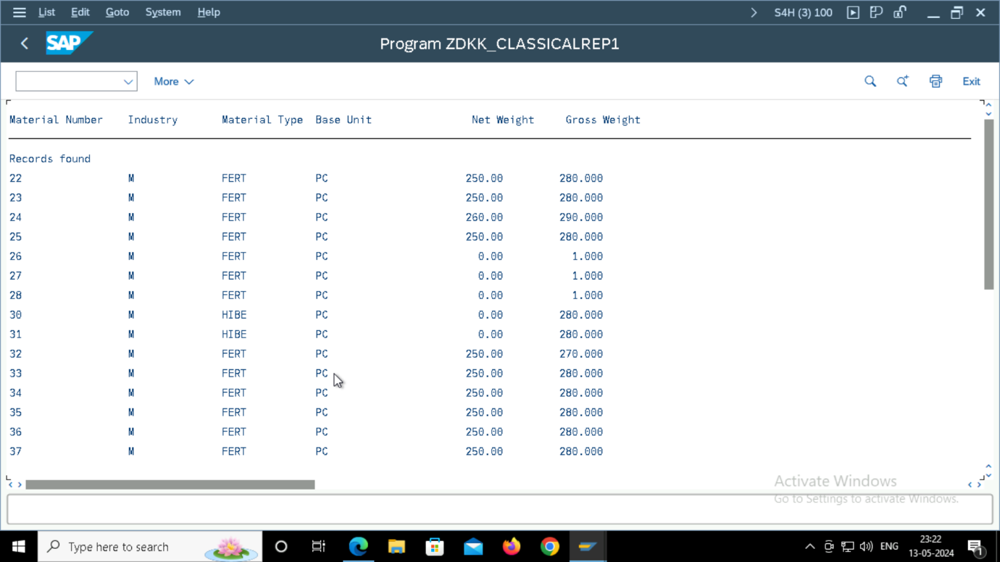 List Edit Goto System Help S4H (3) 100
SAP Program ZDKK_CLASSICALREP1
More Exit
Material Number Industry Material Type Base Unit Net Weight Gross Weight
Records found
22 M FERT PC 250.00 280.000
23 M FERT PC 250.00 280.000
24 M FERT PC 260.00 290.000
25 M FERT PC 250.00 280.000
26 M FERT PC 0.00 1.000
27 M FERT PC 0.00 1.000
28 M FERT PC 0.00 1.000
30 M HIBE PC 0.00 280.000
31 M HIBE PC 0.00 280.000
32 M FERT PC 250.00 270.000
33 M FERT PC 250.00 280.000
34 M FERT PC 250.00 280.000
35 M FERT PC 250.00 280.000
36 M FERT PC 250.00 280.000
37 M FERT PC 250.00 280.000
Activate Windows
Go to Settings to activate Windows.
Type here to search ENG 23:22
13-05-2024 1